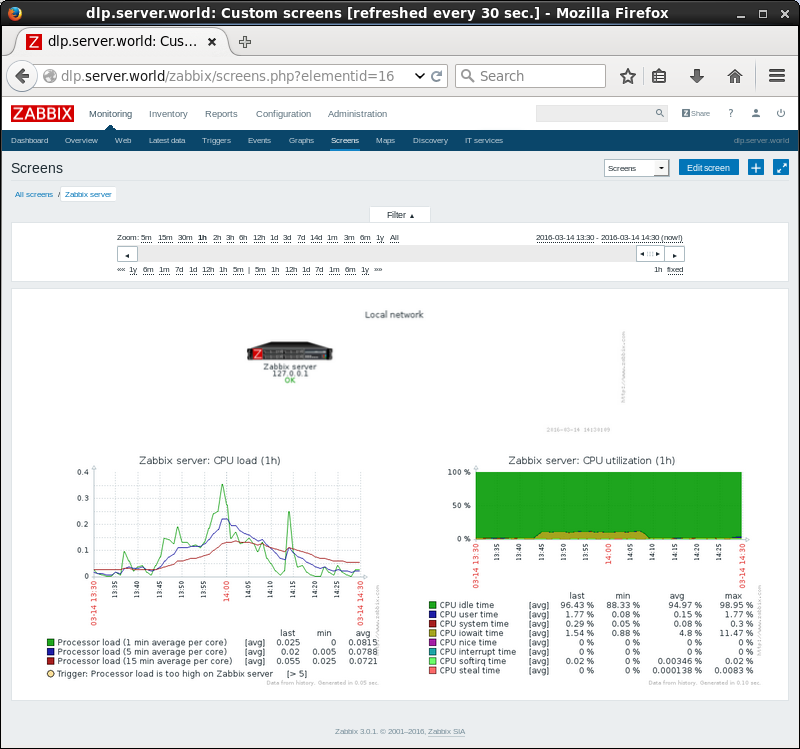 dlp.server.world: Custom screens [refreshed every 30 sec.] - Mozilla Firefox
Z dlp.server.world: Cus... ×
dlp.server.world/zabbix/screens.php?elementid=16 Search
ZABBIX Monitoring Inventory Reports Configuration Administration Z Share ?
Dashboard Overview Web Latest data Triggers Events Graphs Screens Maps Discovery IT services dlp.server.world
Screens Screens Edit screen
All screens / Zabbix server
Filter ▲
Zoom: 5m 15m 30m 1h 2h 3h 6h 12h 1d 3d 7d 14d 1m 3m 6m 1y All 2016-03-14 13:30 - 2016-03-14 14:30 (now!)
«« 1y 6m 1m 7d 1d 12h 1h 5m | 5m 1h 12h 1d 7d 1m 6m 1y »» 1h fixed
Local network
Z
Zabbix server
127.0.0.1
OK
http://www.zabbix.com
Zabbix server: CPU load (1h)
0.4
0.3
0.2
0.1
0
03-14 13:30 13:35 13:40 13:45 13:50 13:55 14:00 14:05 14:10 14:15 14:20 14:25 03-14 14:30
last min avg
Processor load (1 min average per core) [avg] 0.025 0 0.0815
Processor load (5 min average per core) [avg] 0.02 0.005 0.0788
Processor load (15 min average per core) [avg] 0.055 0.025 0.0721
Trigger: Processor load is too high on Zabbix server [> 5]
Data from history. Generated in 0.05 sec.
Zabbix server: CPU utilization (1h)
100 %
50 %
0 %
03-14 13:30 13:35 13:40 13:45 13:50 13:55 14:00 14:05 14:10 14:15 14:20 14:25 03-14 14:30
last min avg max
CPU idle time [avg] 96.43 % 88.33 % 94.97 % 98.95 %
CPU user time [avg] 1.77 % 0.08 % 0.15 % 1.77 %
CPU system time [avg] 0.29 % 0.05 % 0.08 % 0.3 %
CPU iowait time [avg] 1.54 % 0.88 % 4.8 % 11.47 %
CPU nice time [avg] 0 % 0 % 0 % 0 %
CPU interrupt time [avg] 0 % 0 % 0 % 0 %
CPU softirq time [avg] 0.02 % 0 % 0.00346 % 0.02 %
CPU steal time [avg] 0 % 0 % 0.000138 % 0.0083 %
http://www.zabbix.com
Data from history. Generated in 0.10 sec.
Zabbix 3.0.1. © 2001–2016, Zabbix SIA